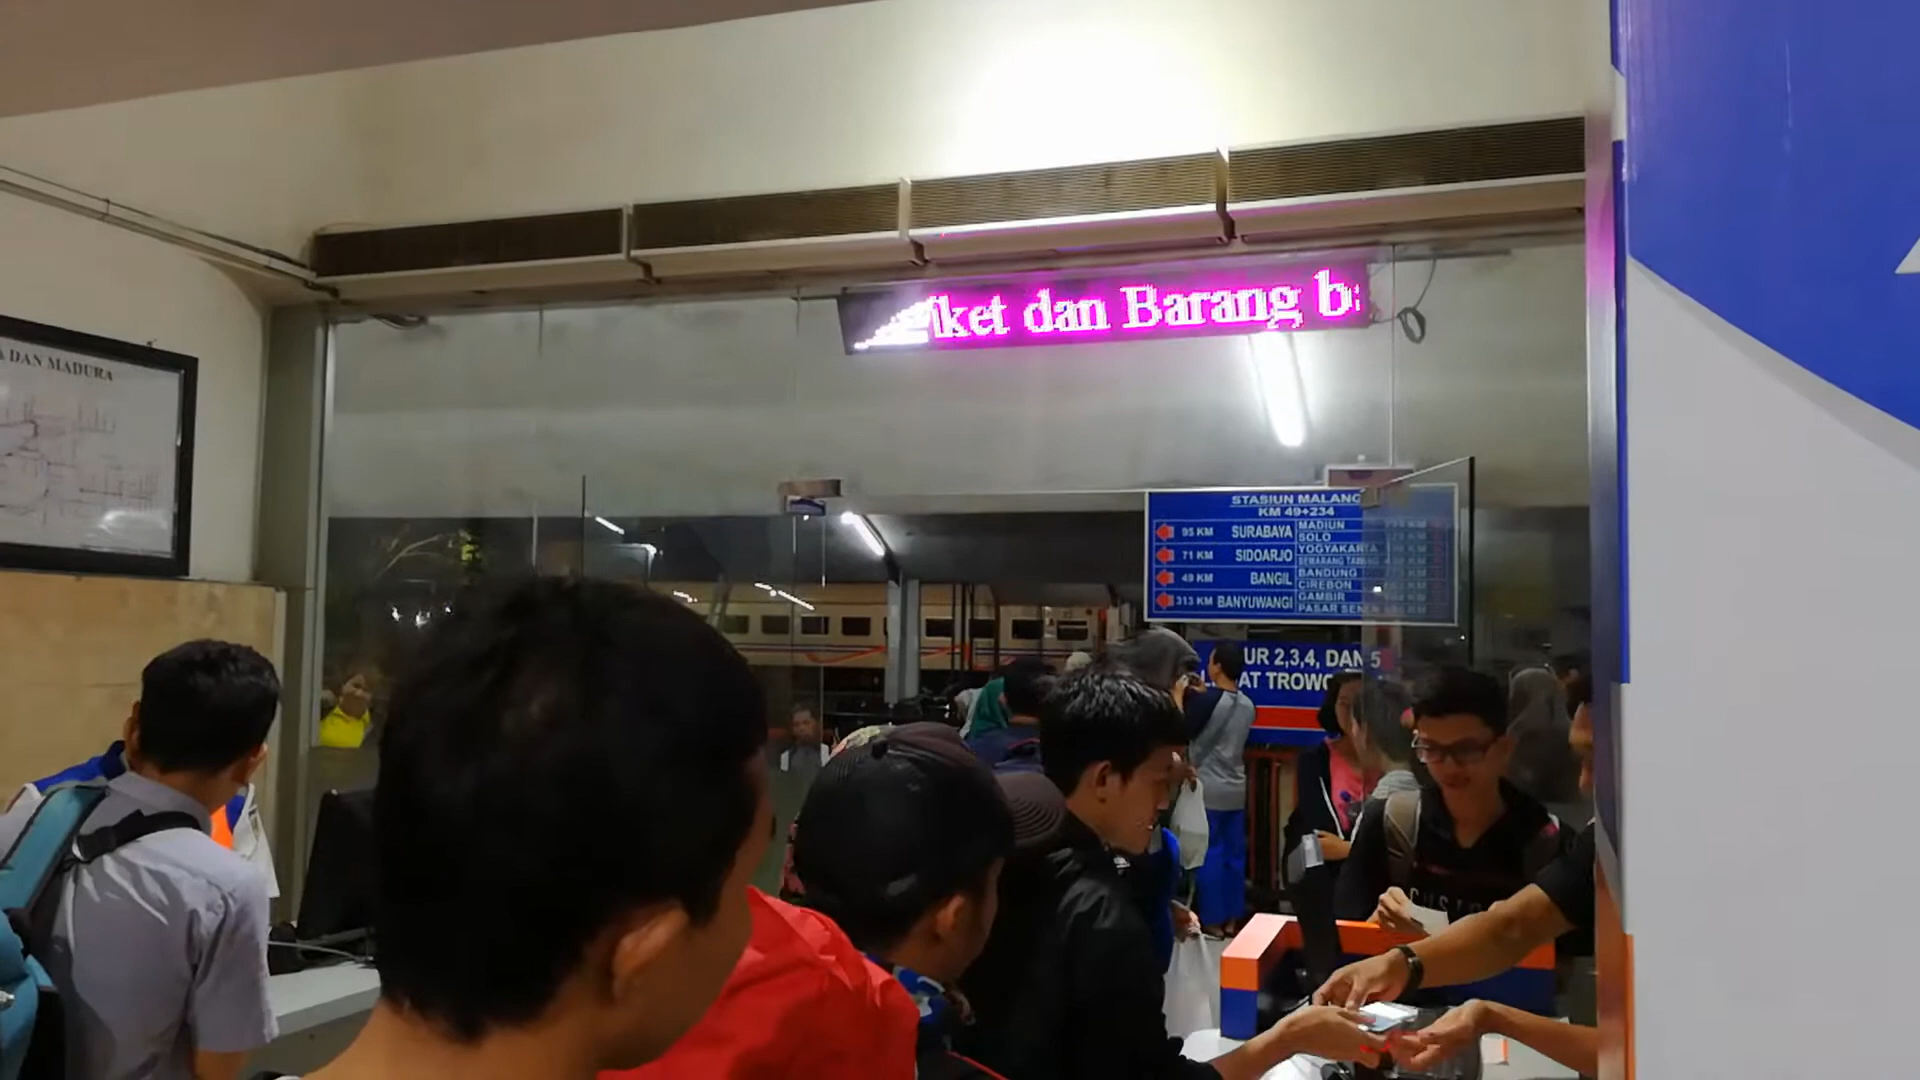 iket dan Barang b
DAN MADURA
STASIUN MALANG
KM 49+234
95 KM SURABAYA
71 KM SIDOARJO
49 KM BANGIL
313 KM BANYUWANGI
MADIUN
SOLO
YOGYAKARTA
SEMARANG
BANDUNG
CIREBON
GAMBIR
PASAR SENEN
UR 2,3,4, DAN 5
AT TROWO